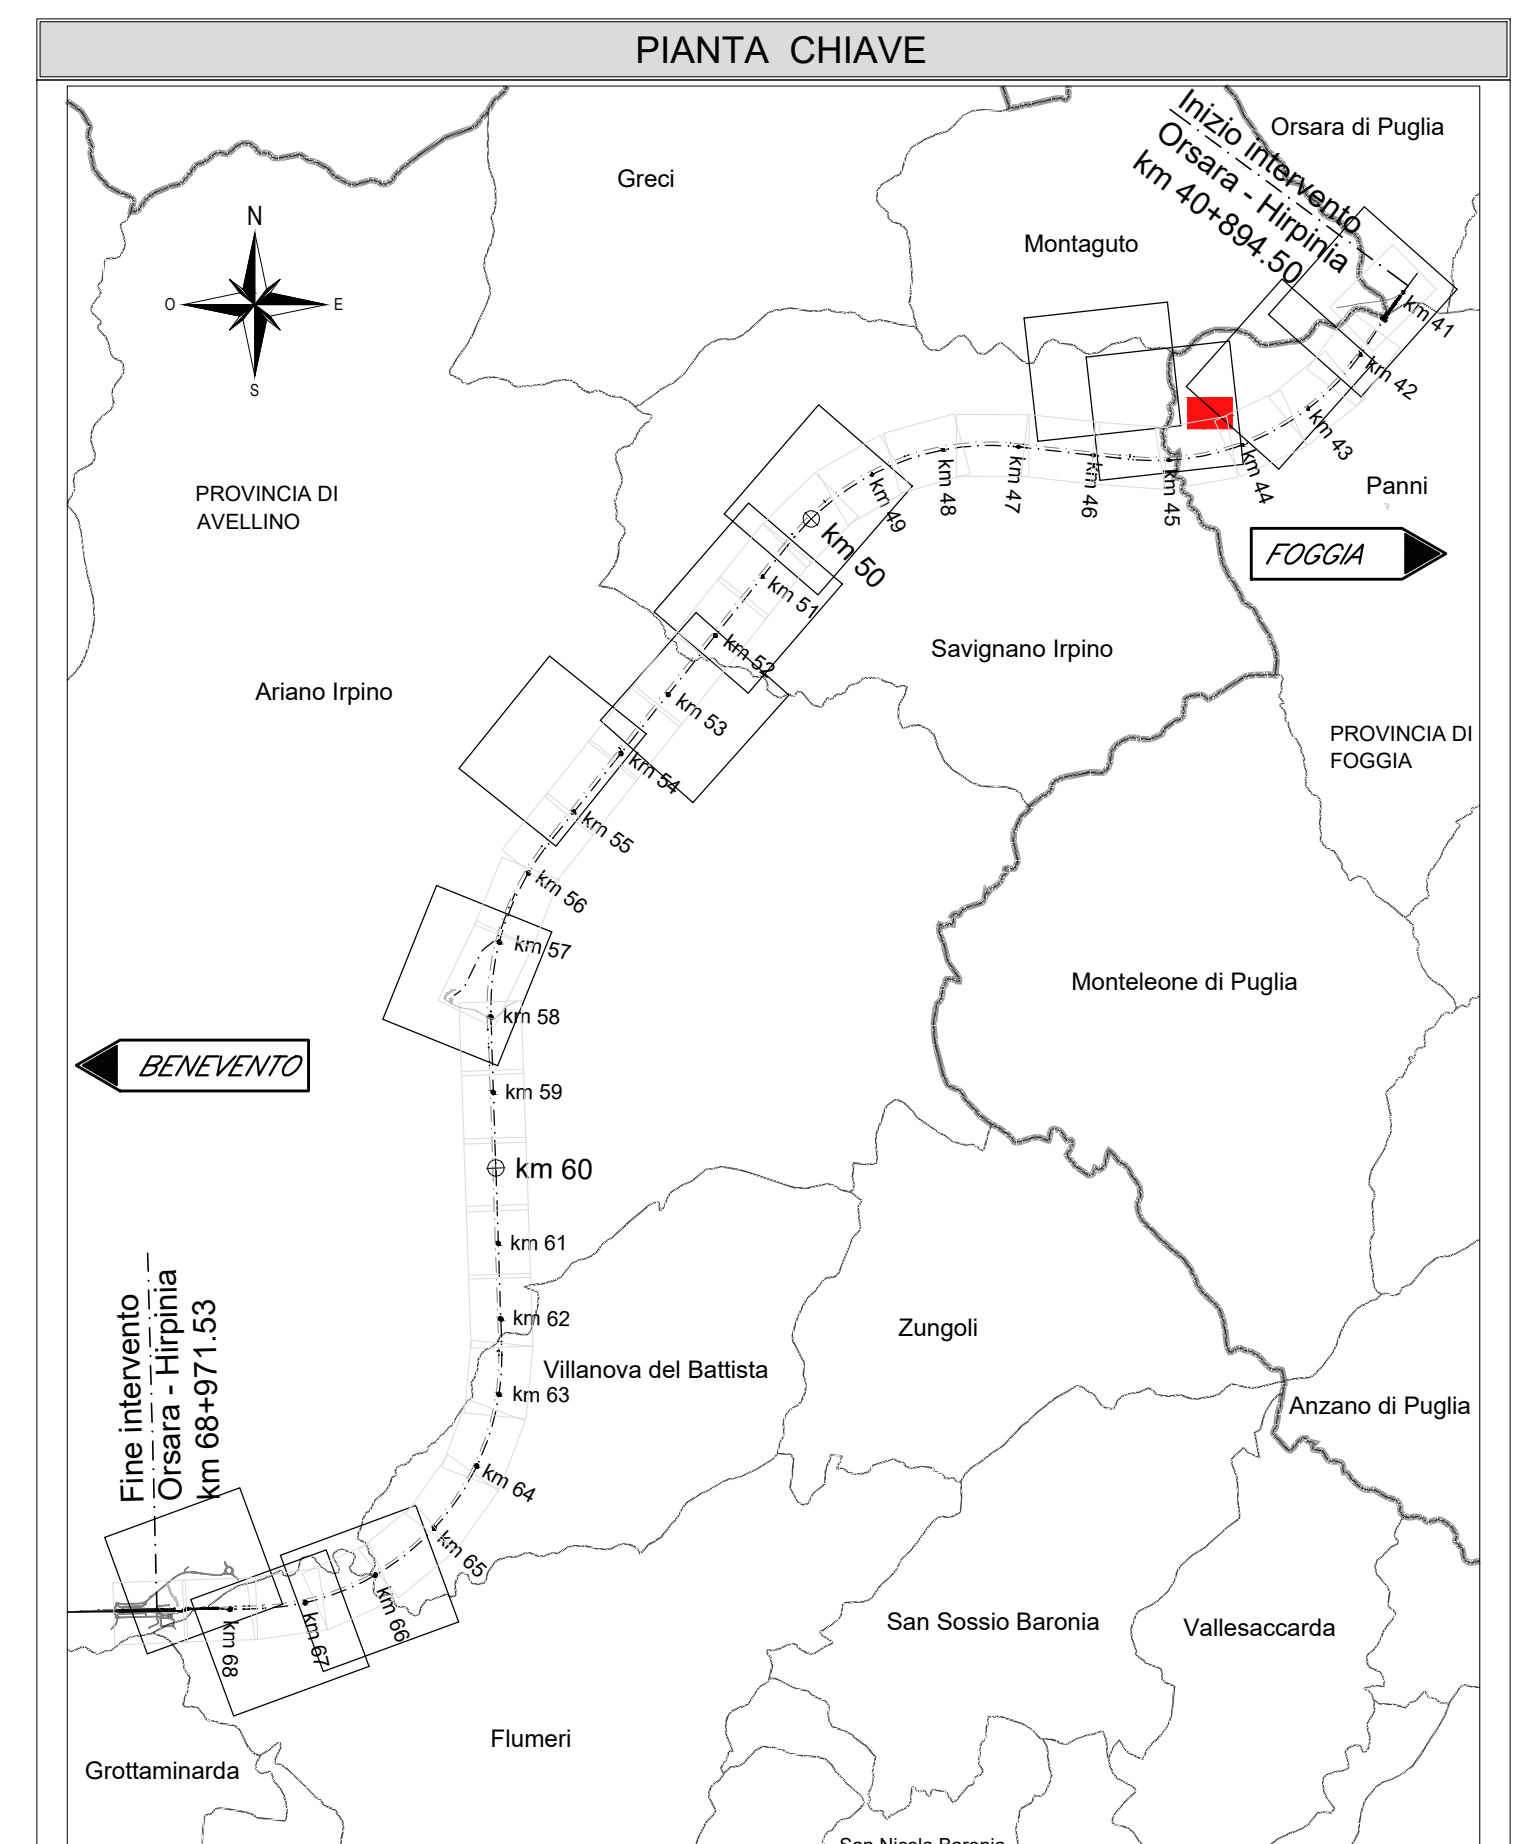 PIANTA CHIAVE
Inizio intervento
Orsara - Hirpinia
km 40+894.50
Orsara di Puglia
Greci
Montaguto
N
O
E
S
km 41
km 42
km 43
km 44
km 45
km 46
km 47
km 48
km 49
km 50
Panni
?
FOGGIA
PROVINCIA DI
AVELLINO
km 51
km 52
km 53
km 54
km 55
km 56
km 57
km 58
km 59
km 60
km 61
km 62
km 63
km 64
km 65
km 66
km 67
km 68
Savignano Irpino
Ariano Irpino
PROVINCIA DI
FOGGIA
Monteleone di Puglia
BENEVENTO
Fine intervento
Orsara - Hirpinia
km 68+971.53
Zungoli
Villanova del Battista
Anzano di Puglia
San Sossio Baronia
Vallesaccarda
Flumeri
Grottaminarda
San Nicola Baronia